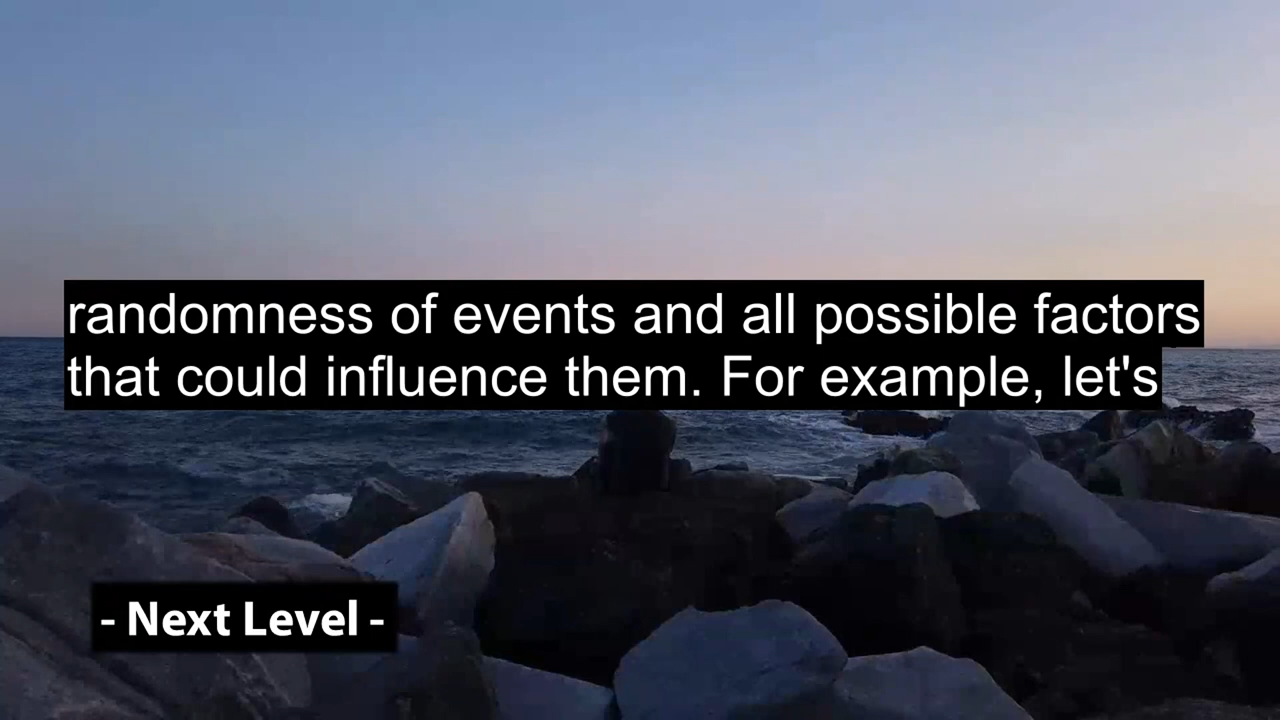 randomness of events and all possible factors
that could influence them. For example, let's
- Next Level -